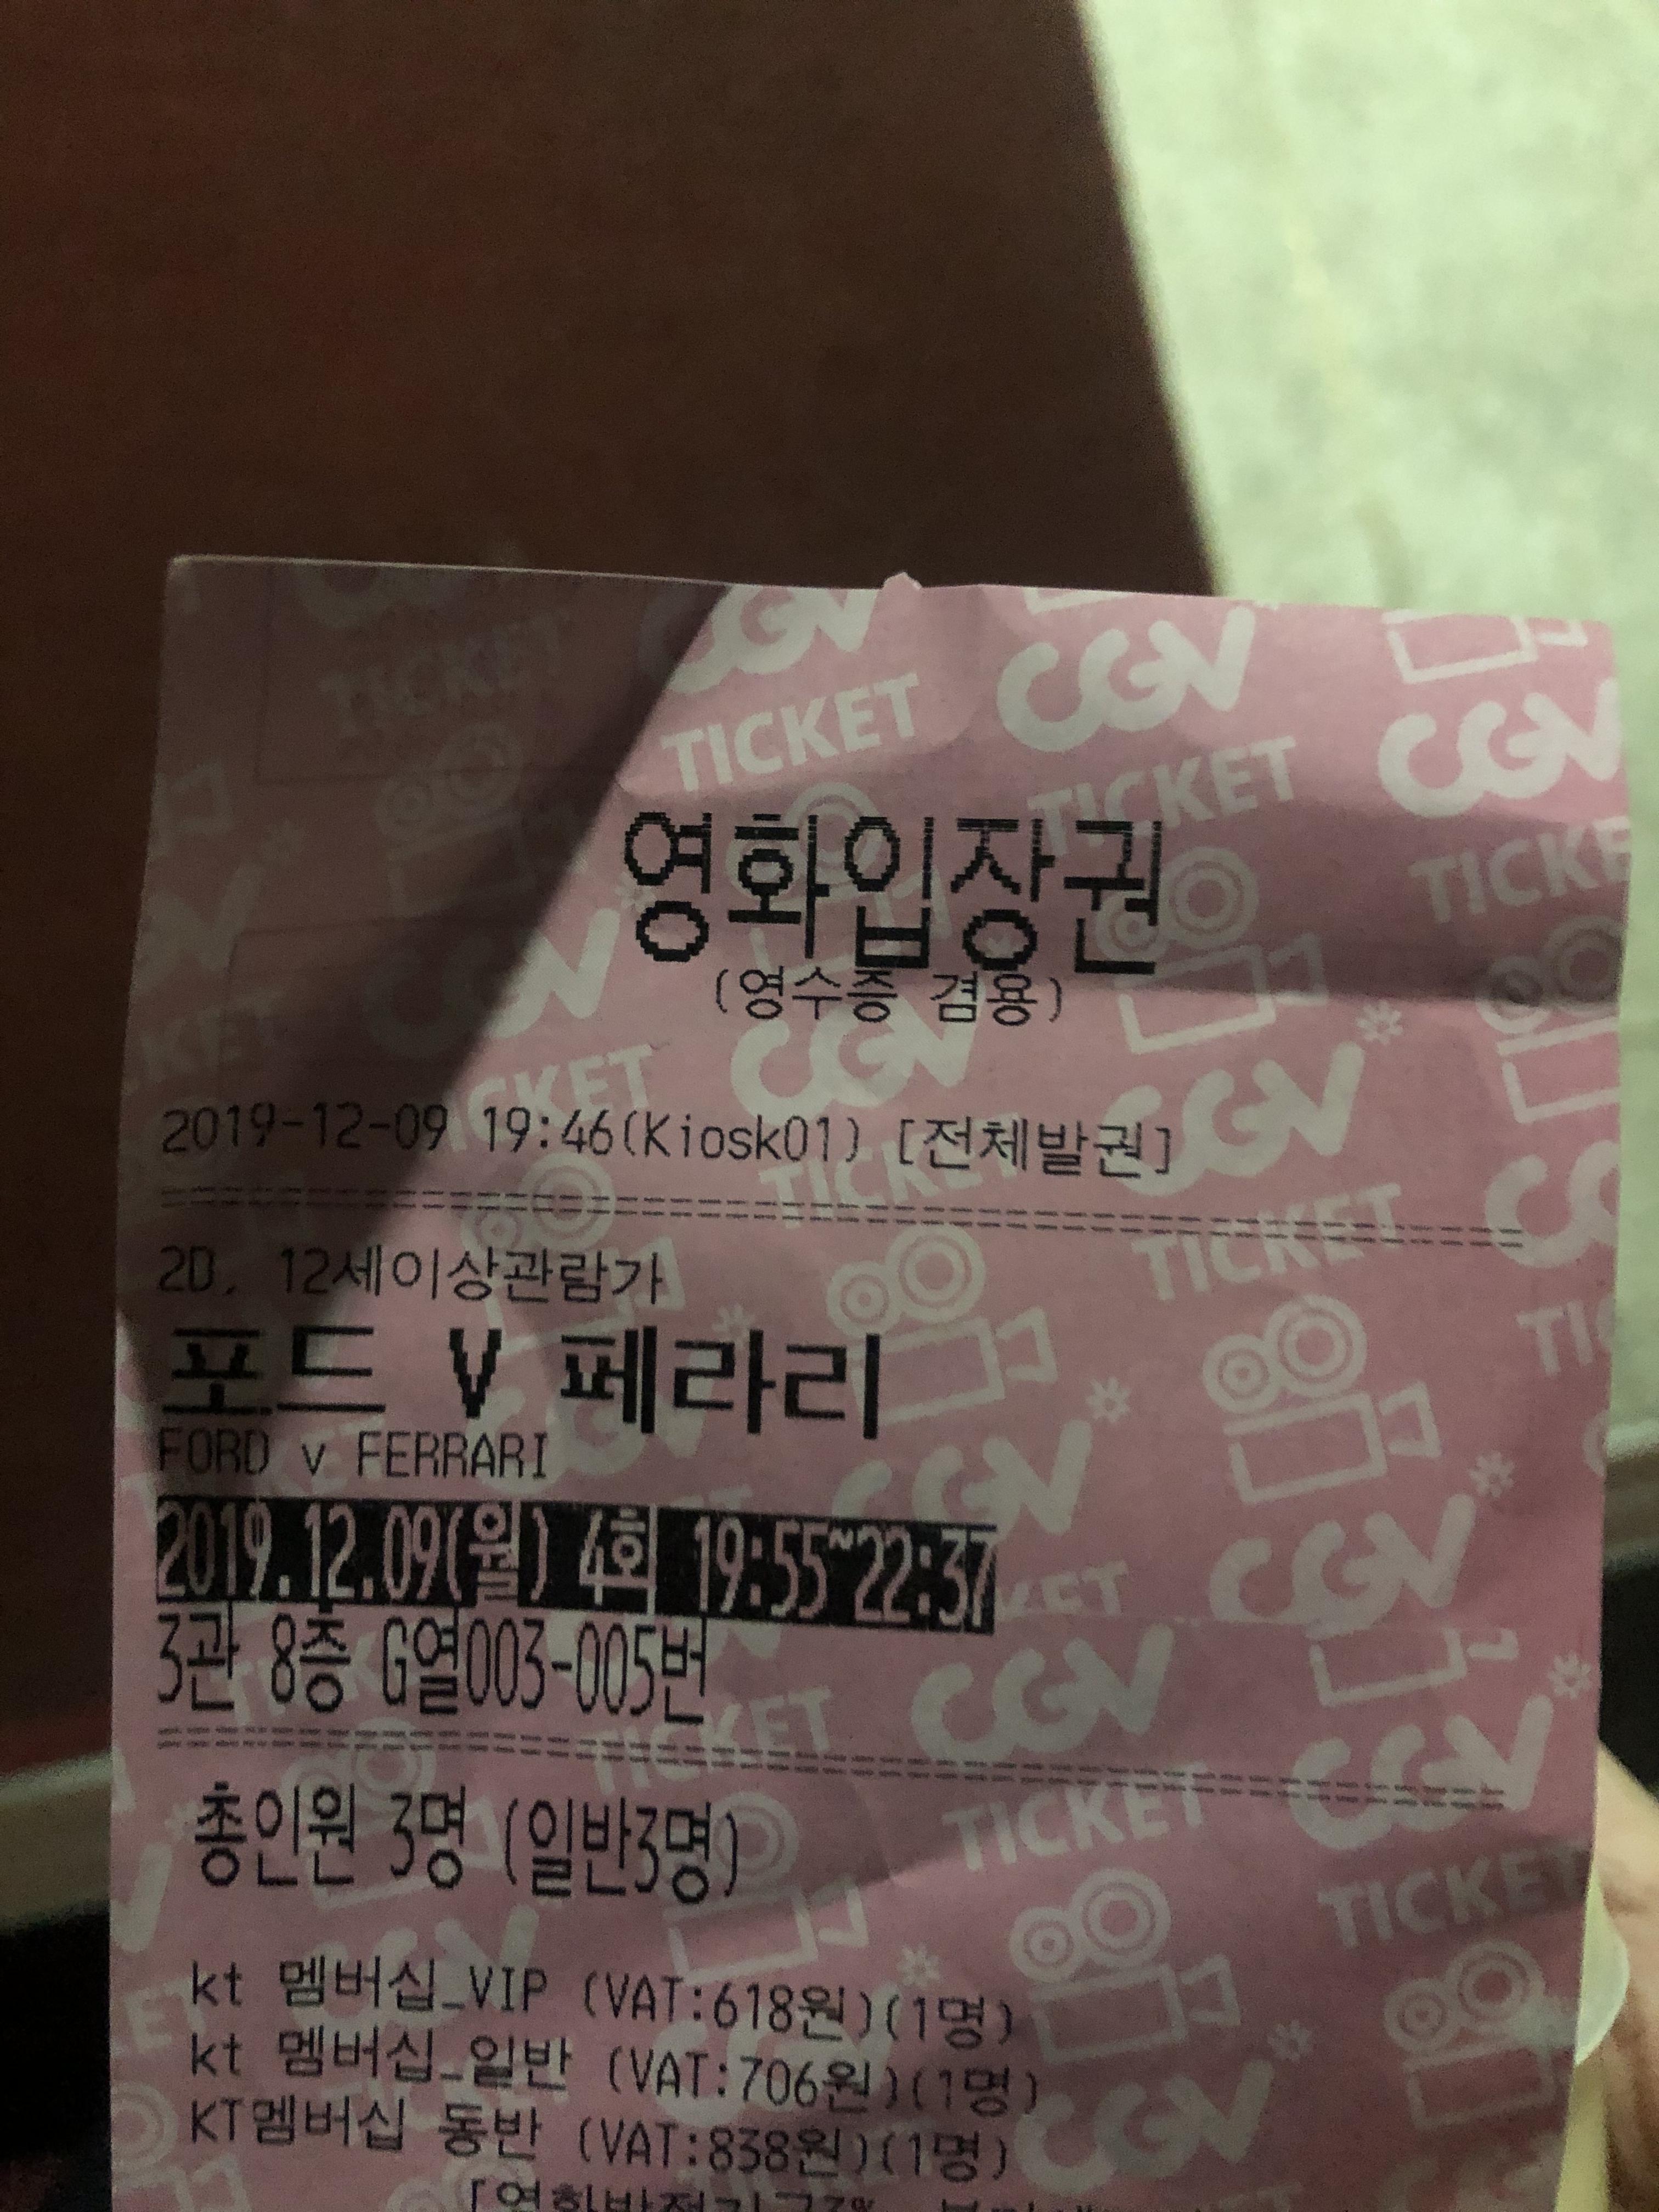 영화입장권
(영수증 겸용)
2019-12-09 19:46(Kiosk01) [전체발권]
2D, 12세이상관람가
포드 V 페라리
FORD v FERRARI
2019.12.09(월) 4회 19:55~22:37
3관 8층 G열003-005번
총인원 3명 (일반3명)
kt 멤버십_VIP (VAT:618원)(1명)
kt 멤버십_일반 (VAT:706원)(1명)
KT멤버십 동반 (VAT:838원)(1명)